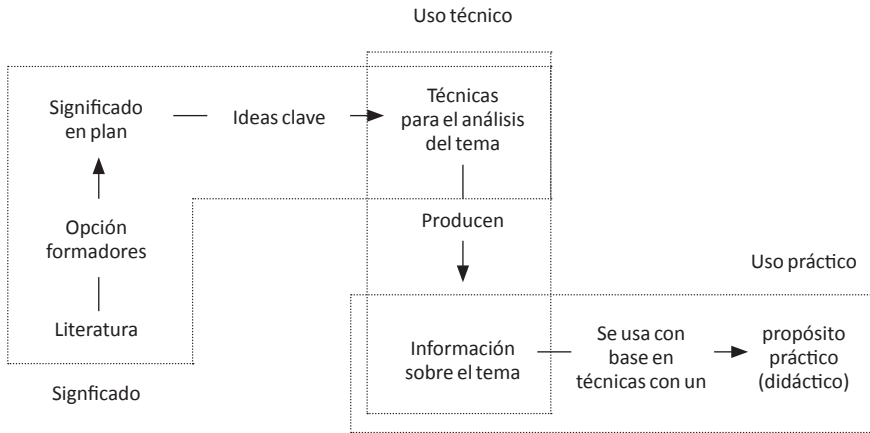 Uso técnico
Significado
en plan
Ideas clave
Técnicas
para el análisis
del tema
Opción
formadores
Producen
Literatura
Uso práctico
Información
sobre el tema
Se usa con
base en
técnicas con un
propósito
práctico
(didáctico)
Signficado